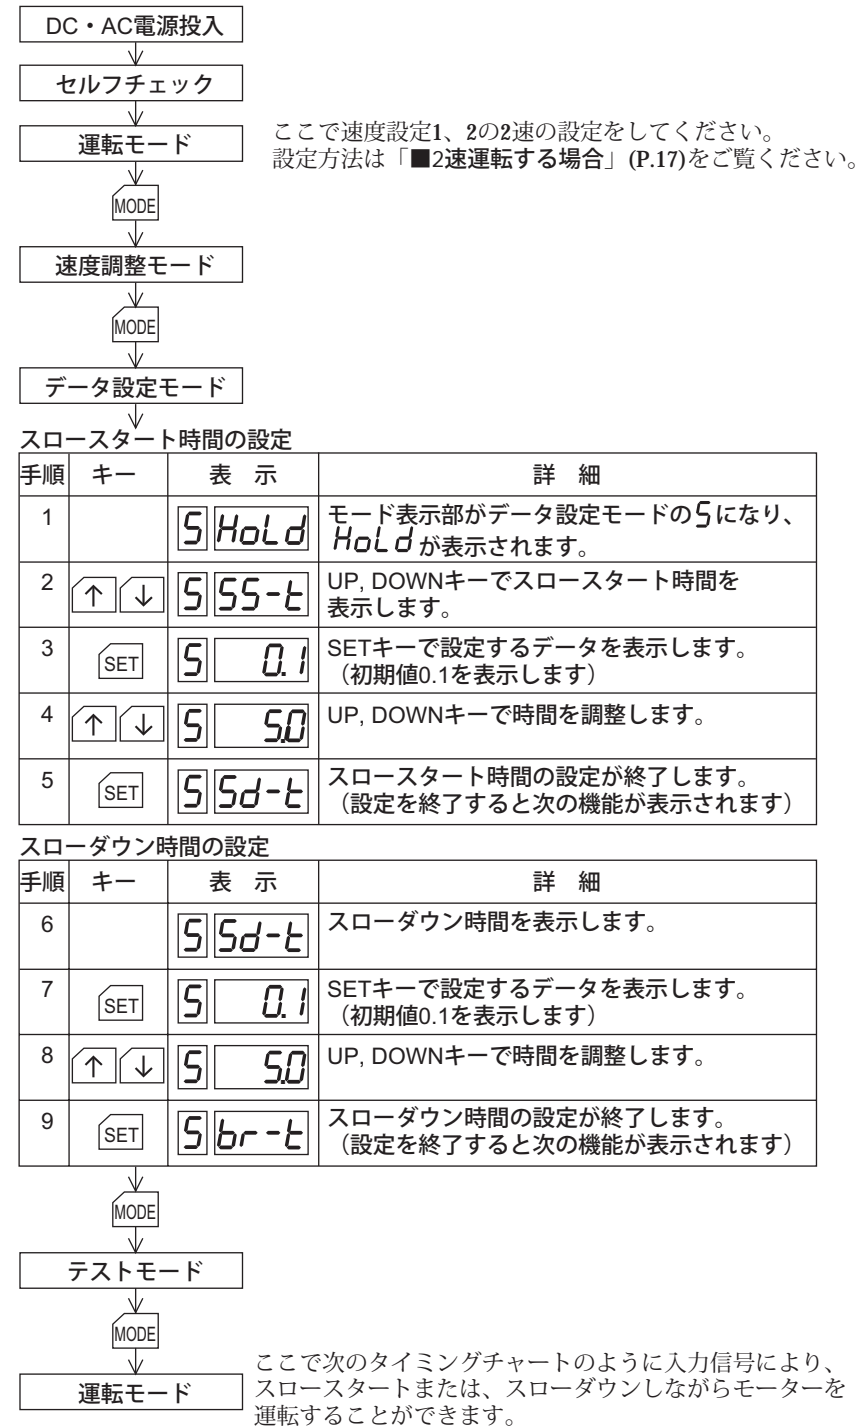 DC・AC電源投入
セルフチェック
運転モード
ここで速度設定1、2の2速の設定をしてください。
設定方法は「■2速運転する場合」(P.17)をご覧ください。
MODE
速度調整モード
MODE
データ設定モード
スロースタート時間の設定
手順 キー 表 示 詳 細
1 S HoLd モード表示部がデータ設定モードのSになり、
HoLdが表示されます。
2 ↑ ↓ S SS-t UP, DOWNキーでスロースタート時間を
表示します。
3 SET S 0.1 SETキーで設定するデータを表示します。
(初期値0.1を表示します)
4 ↑ ↓ S 5.0 UP, DOWNキーで時間を調整します。
5 SET S Sd-t スロースタート時間の設定が終了します。
(設定を終了すると次の機能が表示されます)
スローダウン時間の設定
手順 キー 表 示 詳 細
6 S Sd-t スローダウン時間を表示します。
7 SET S 0.1 SETキーで設定するデータを表示します。
(初期値0.1を表示します)
8 ↑ ↓ S 5.0 UP, DOWNキーで時間を調整します。
9 SET S br-t スローダウン時間の設定が終了します。
(設定を終了すると次の機能が表示されます)
MODE
テストモード
MODE
運転モード
ここで次のタイミングチャートのように入力信号により、
スロースタートまたは、スローダウンしながらモーターを
運転することができます。